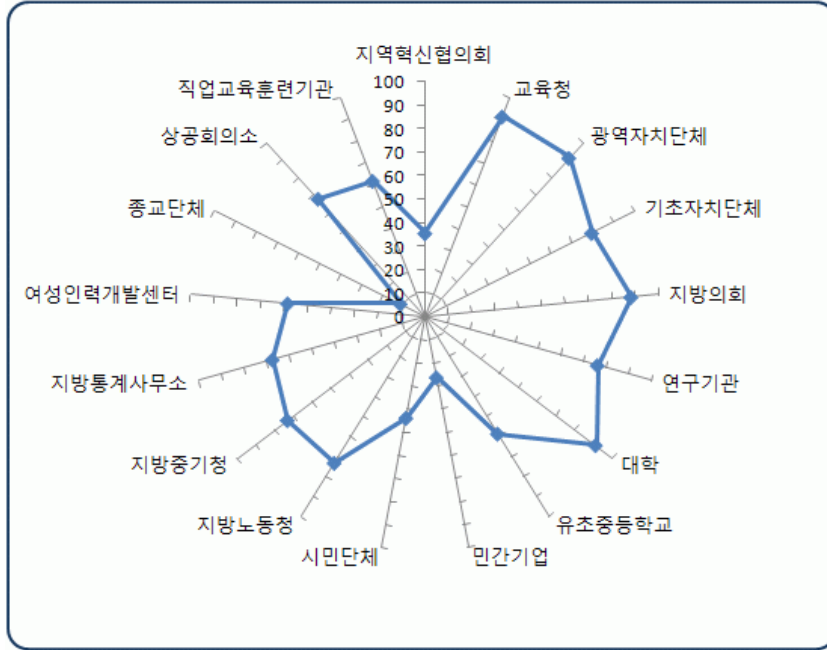 지역혁신협의회
직업교육훈련기관
100
교육청
90
상공회의소
80
광역자치단체
70
60
종교단체
50
기초자치단체
40
30
20
여성인력개발센터
10
지방의회
0
지방통계사무소
연구기관
지방중기청
대학
지방노동청
유초중등학교
시민단체
민간기업